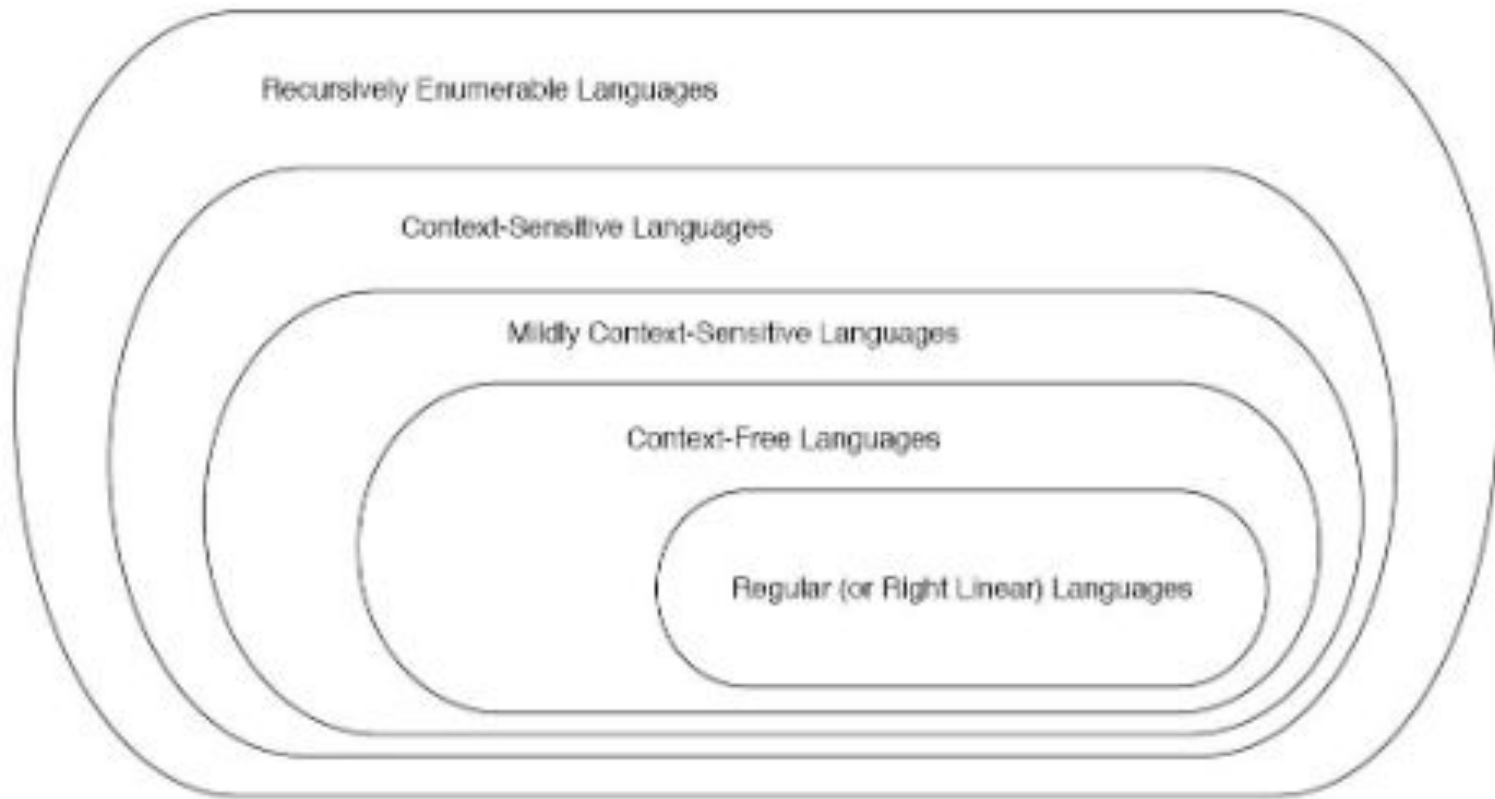 Recursively Enumerable Languages
Context-Sensitive Languages
Mildly Context-Sensitive Languages
Context-Free Languages
Regular (or Right Linear) Languages